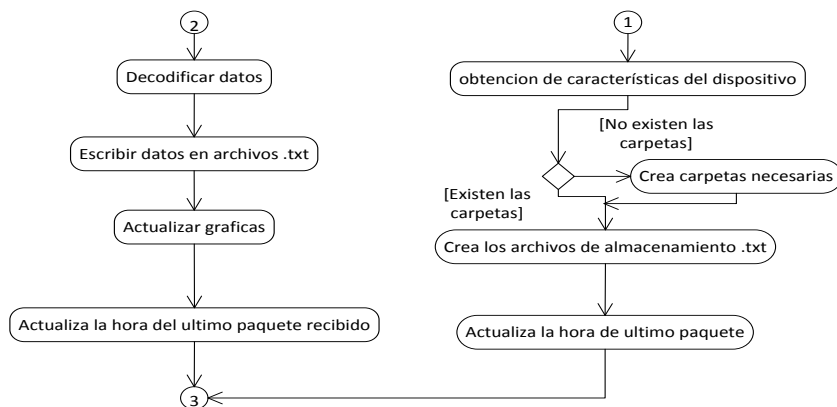 2
Decodificar datos
Escribir datos en archivos .txt
Actualizar graficas
Actualiza la hora del ultimo paquete recibido
3
1
obtencion de características del dispositivo
[No existen las
carpetas]
Crea carpetas necesarias
[Existen las
carpetas]
Crea los archivos de almacenamiento .txt
Actualiza la hora de ultimo paquete